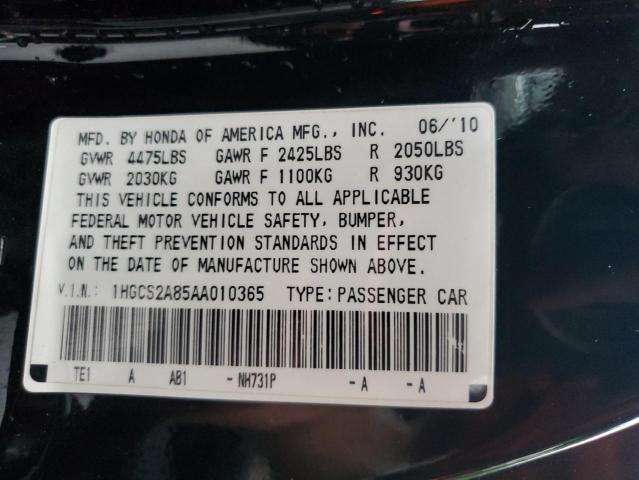 MFD. BY HONDA OF AMERICA MFG., INC. 06/'10
GVWR 4475LBS GAWR F 2425LBS R 2050LBS
GVWR 2030KG GAWR F 1100KG R 930KG
THIS VEHICLE CONFORMS TO ALL APPLICABLE
FEDERAL MOTOR VEHICLE SAFETY, BUMPER,
AND THEFT PREVENTION STANDARDS IN EFFECT
ON THE DATE OF MANUFACTURE SHOWN ABOVE.
V.I.N.: 1HGCS2A85AA010365 TYPE: PASSENGER CAR
TE1 A AB1 -NH731P -A -A